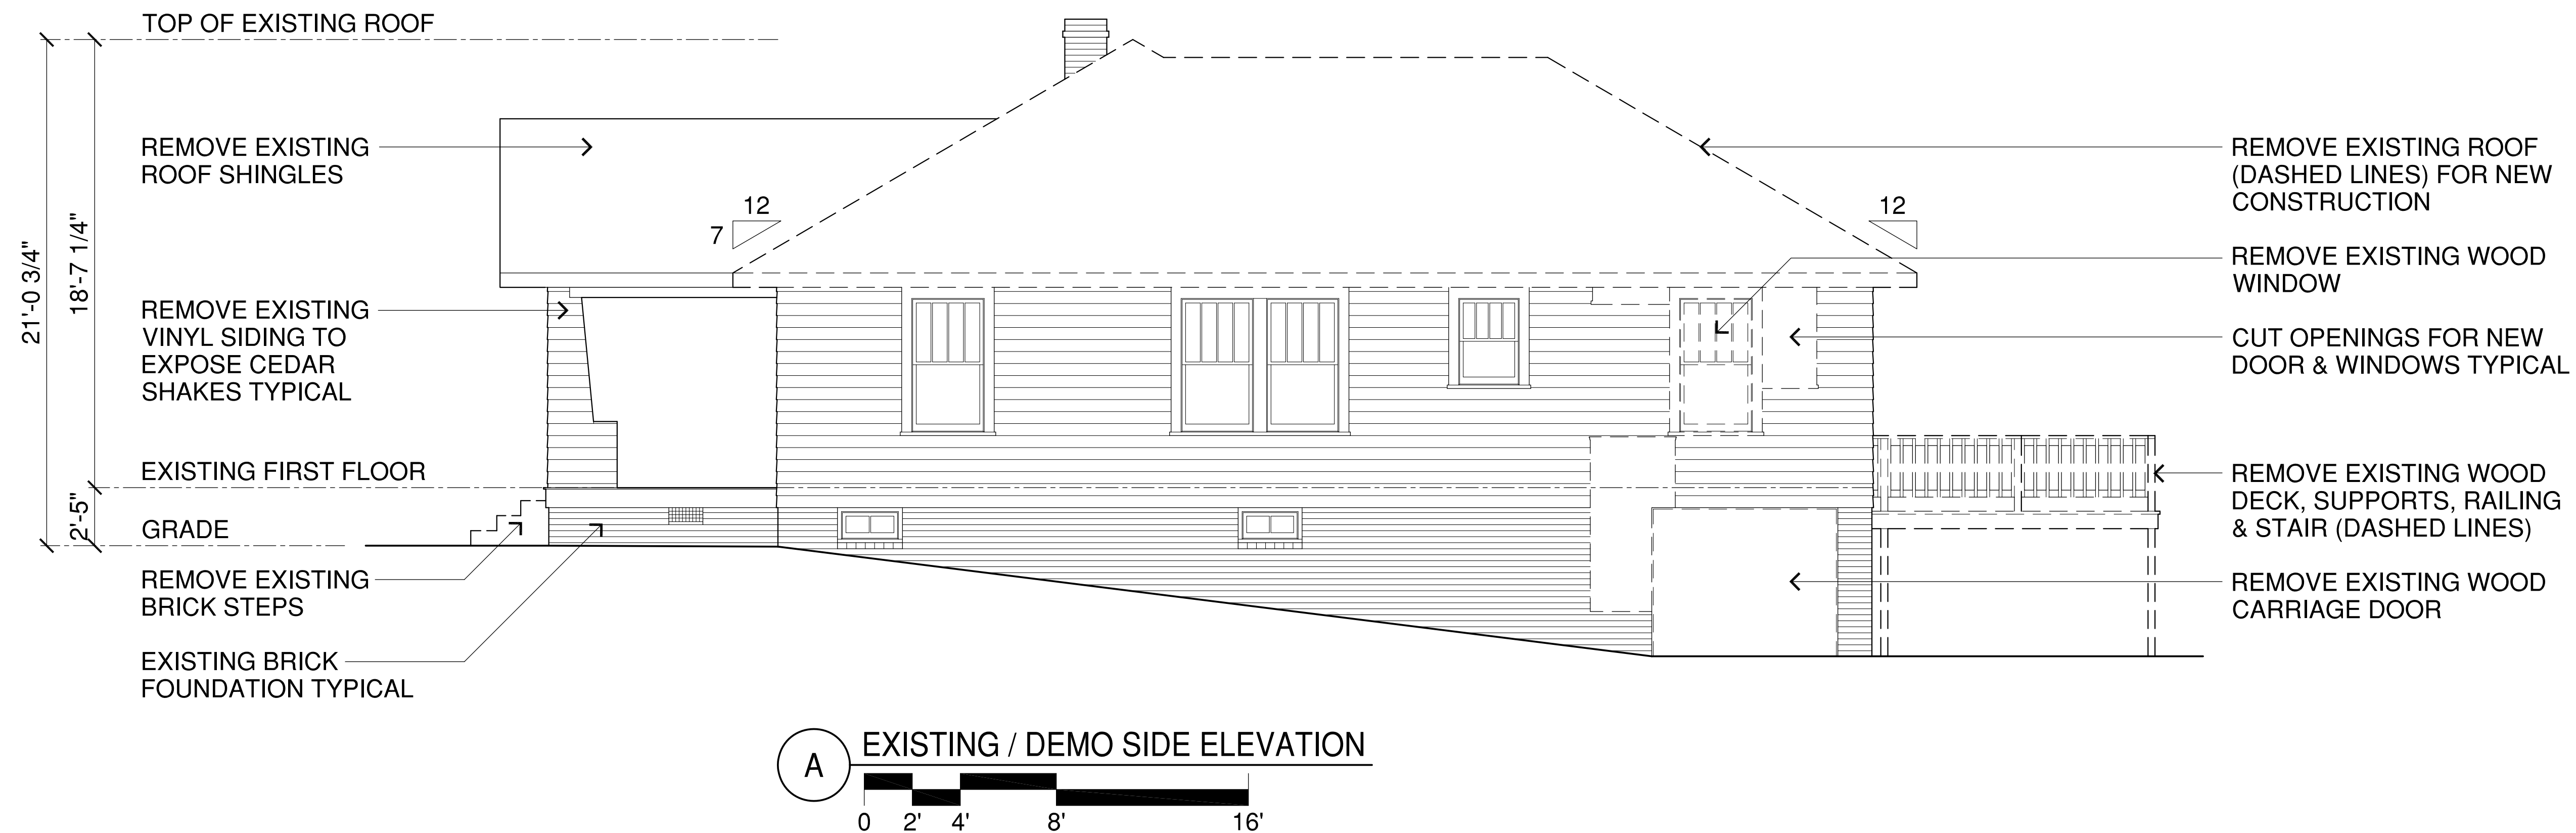 TOP OF EXISTING ROOF
REMOVE EXISTING
ROOF SHINGLES
12
7
21'-0 3/4"
18'-7 1/4"
REMOVE EXISTING
VINYL SIDING TO
EXPOSE CEDAR
SHAKES TYPICAL
EXISTING FIRST FLOOR
2'-5"
GRADE
REMOVE EXISTING
BRICK STEPS
EXISTING BRICK
FOUNDATION TYPICAL
12
REMOVE EXISTING ROOF
(DASHED LINES) FOR NEW
CONSTRUCTION
REMOVE EXISTING WOOD
WINDOW
CUT OPENINGS FOR NEW
DOOR & WINDOWS TYPICAL
REMOVE EXISTING WOOD
DECK, SUPPORTS, RAILING
& STAIR (DASHED LINES)
REMOVE EXISTING WOOD
CARRIAGE DOOR
A
EXISTING / DEMO SIDE ELEVATION
0 2' 4' 8' 16'